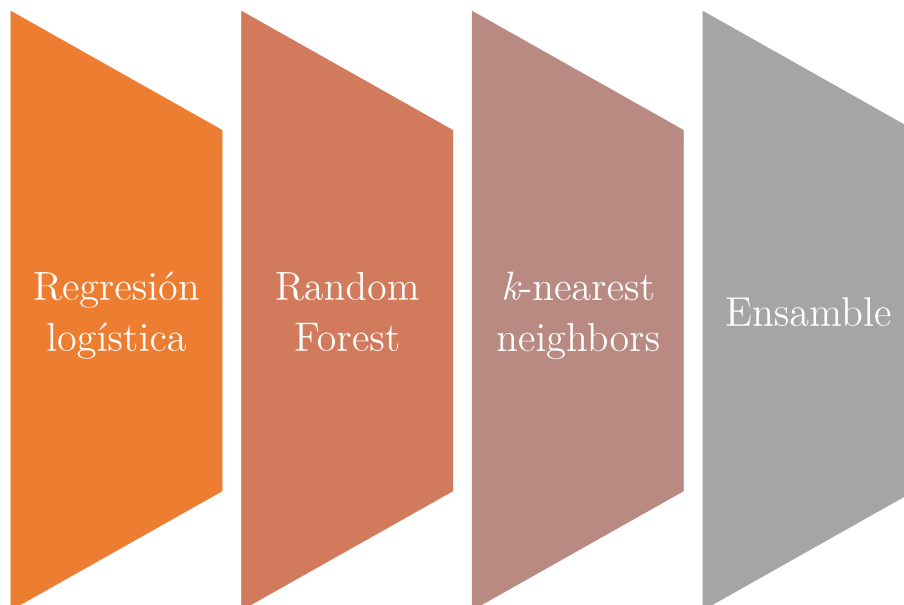 Regresión
logística
Random
Forest
k-nearest
neighbors
Ensamble